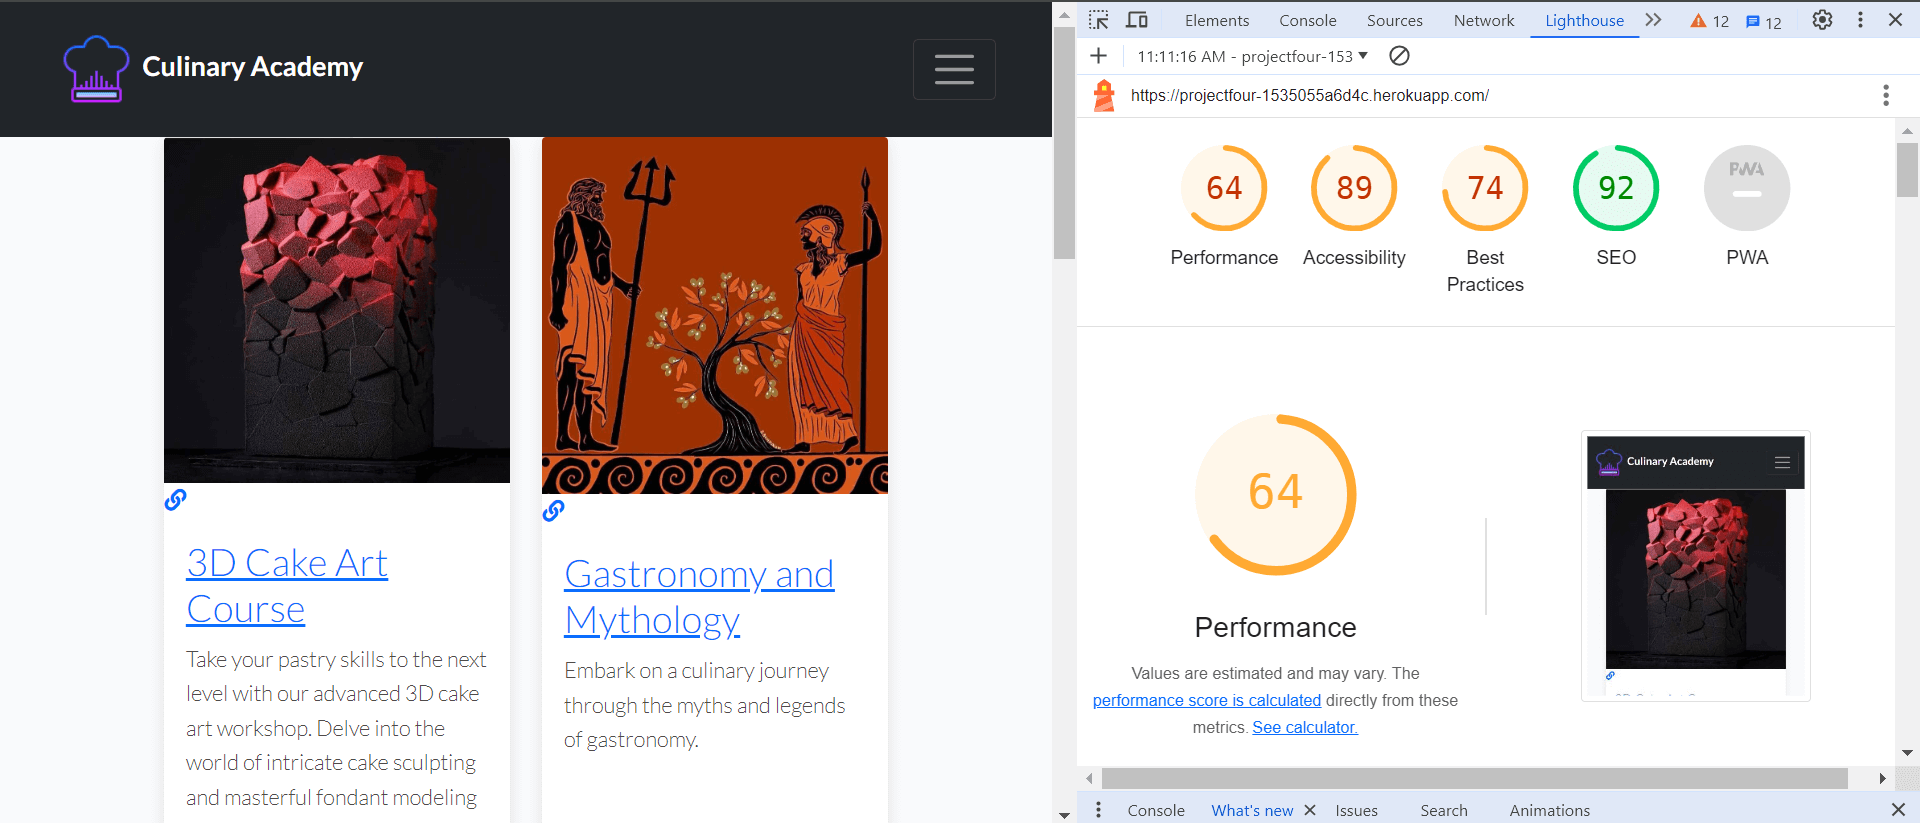 Culinary Academy
3D Cake Art
Course
Take your pastry skills to the next
level with our advanced 3D cake
art workshop. Delve into the
world of intricate cake sculpting
and masterful fondant modeling
Gastronomy and
Mythology
Embark on a culinary journey
through the myths and legends
of gastronomy.
Elements Console Sources Network Lighthouse 12 12
11:11:16 AM - projectfour-153
https://projectfour-1535055a6d4c.herokuapp.com/
64 89 74 92 PWA
Performance Accessibility Best Practices SEO PWA
64
Performance
Values are estimated and may vary. The
performance score is calculated directly from these
metrics. See calculator.
Culinary Academy
Console What's new Issues Search Animations